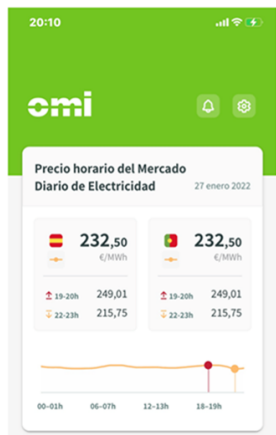 20:10
omi
Precio horario del Mercado
Diario de Electricidad
27 enero 2022
232,50
€/MWh
19-20h 249,01
22-23h 215,75
232,50
€/MWh
19-20h 249,01
22-23h 215,75
00-01h 06-07h 12-13h 18-19h